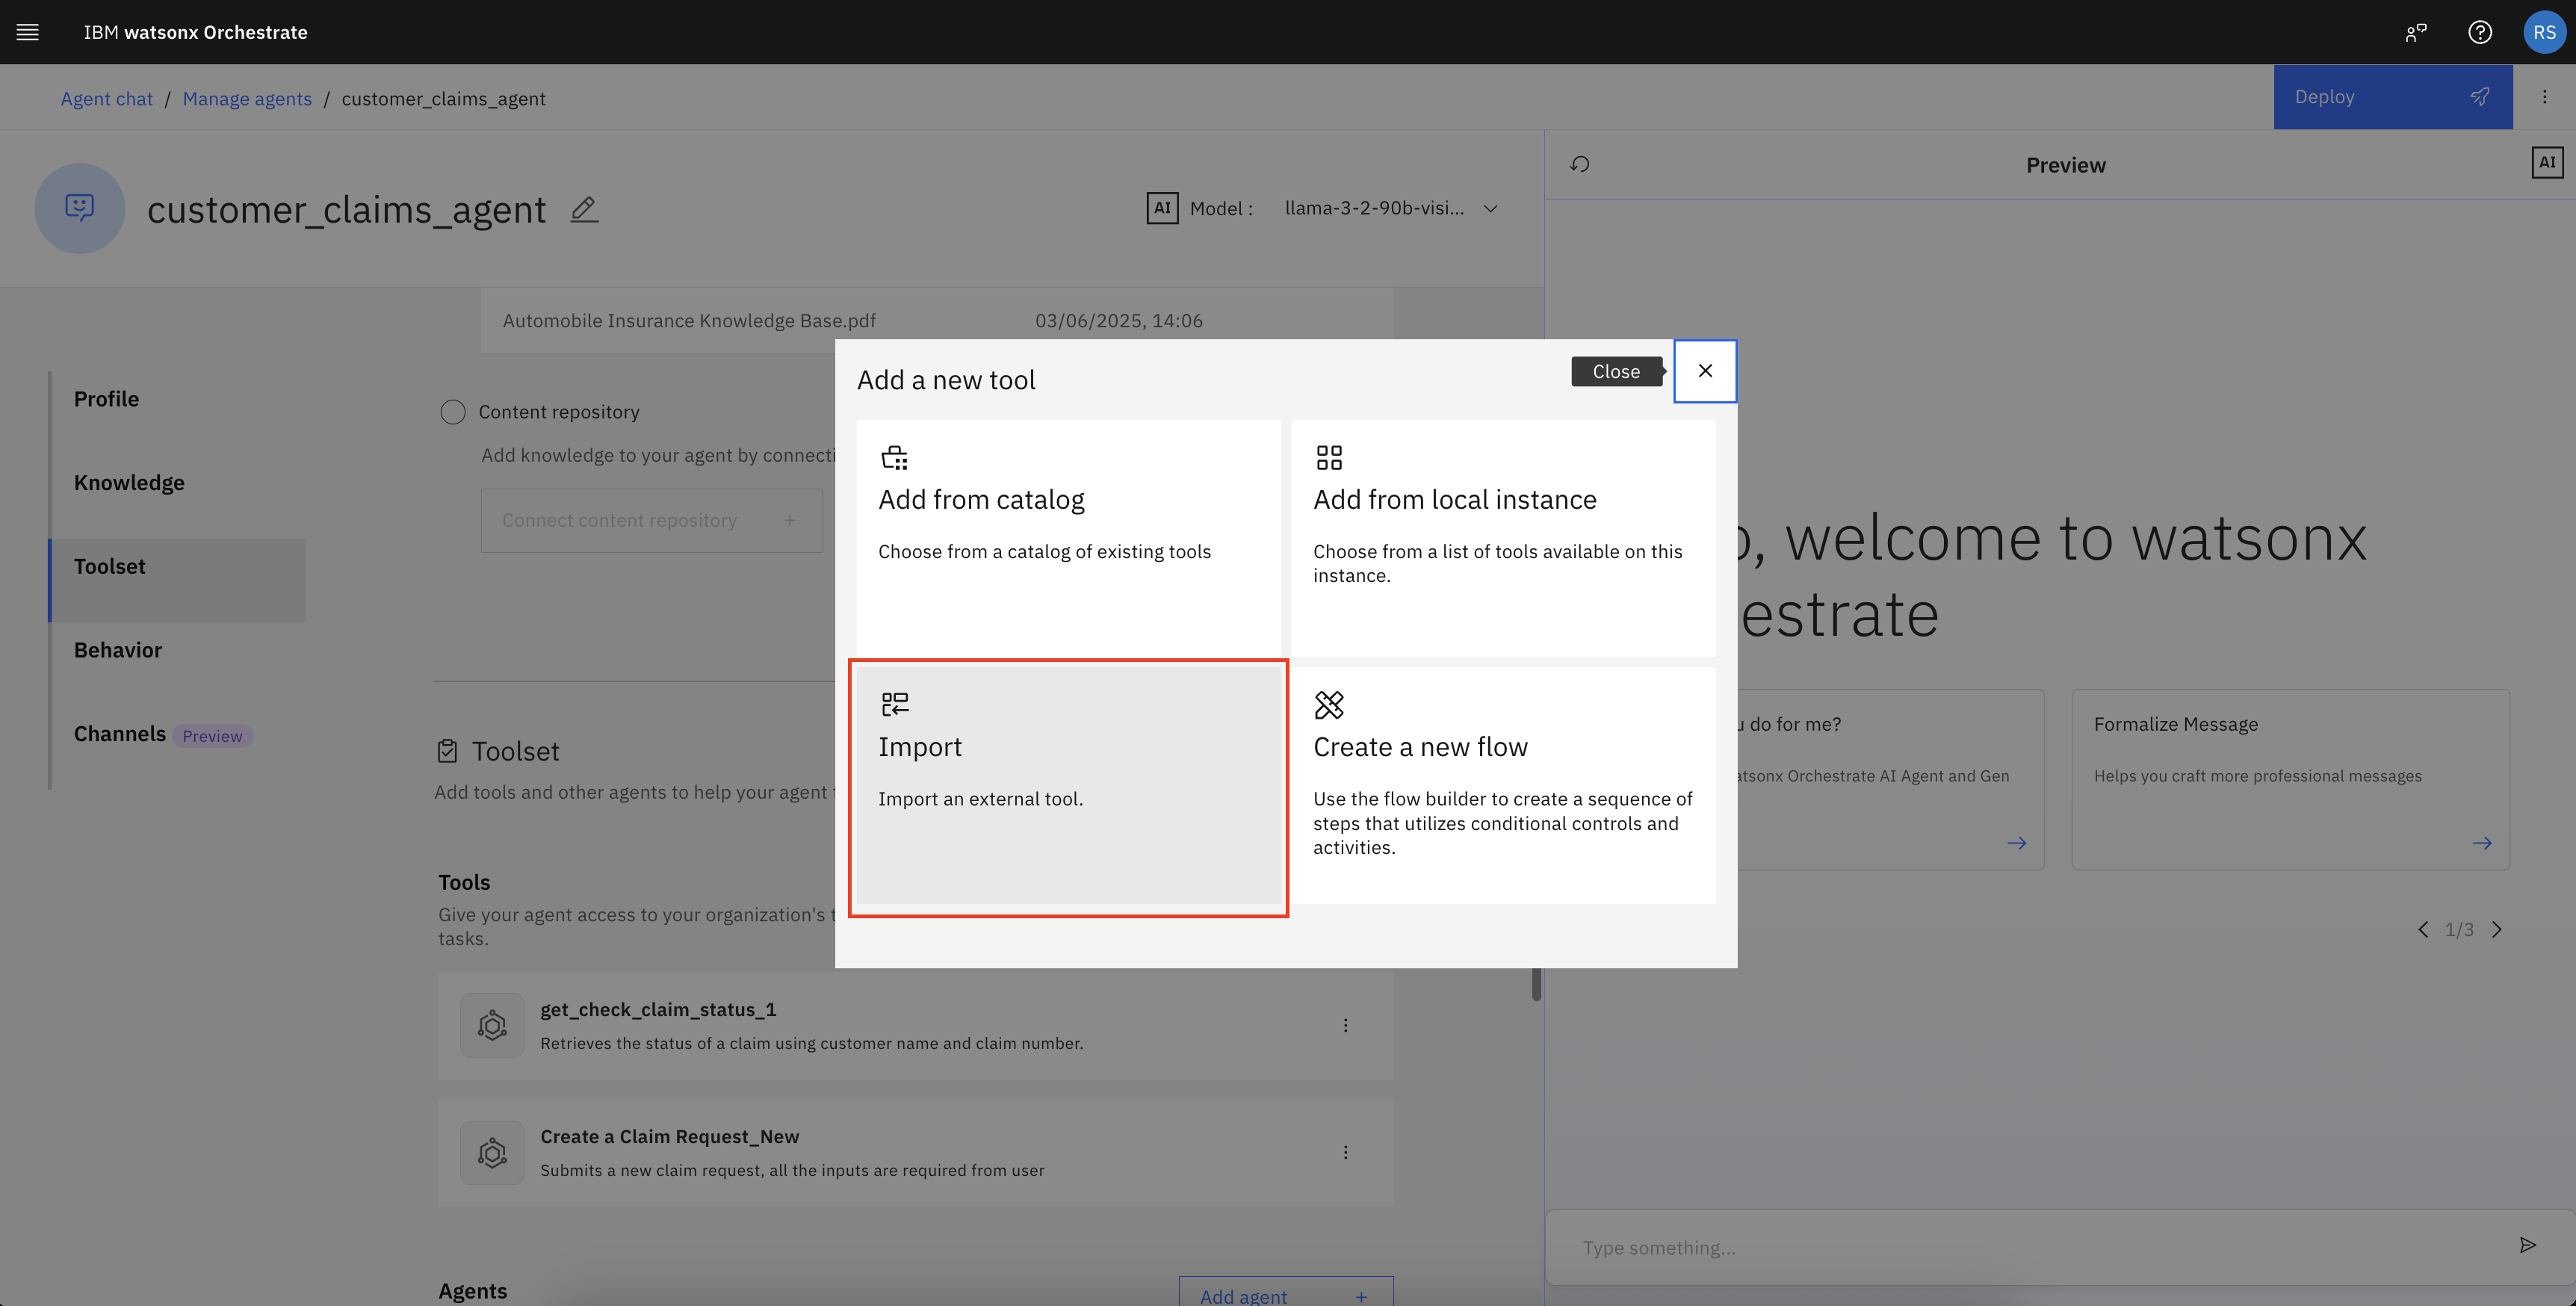 IBM watsonx Orchestrate
RS
Agent chat / Manage agents / customer_claims_agent
Deploy
customer_claims_agent
AI Model : llama-3-2-90b-visi...
Preview
AI
Automobile Insurance Knowledge Base.pdf 03/06/2025, 14:06
Profile
Knowledge
Toolset
Behavior
Channels Preview
Content repository
Add knowledge to your agent by connecti
Connect content repository +
Toolset
Add tools and other agents to help your agent
Tools
Give your agent access to your organization's t
tasks.
get_check_claim_status_1
Retrieves the status of a claim using customer name and claim number.
Create a Claim Request_New
Submits a new claim request, all the inputs are required from user
Agents
Add agent +
Add a new tool
Close
Add from catalog
Choose from a catalog of existing tools
Add from local instance
Choose from a list of tools available on this
instance.
Import
Import an external tool.
Create a new flow
Use the flow builder to create a sequence of
steps that utilizes conditional controls and
activities.
o, welcome to watsonx
estrate
u do for me?
atsonx Orchestrate AI Agent and Gen
Formalize Message
Helps you craft more professional messages
1/3
Type something...